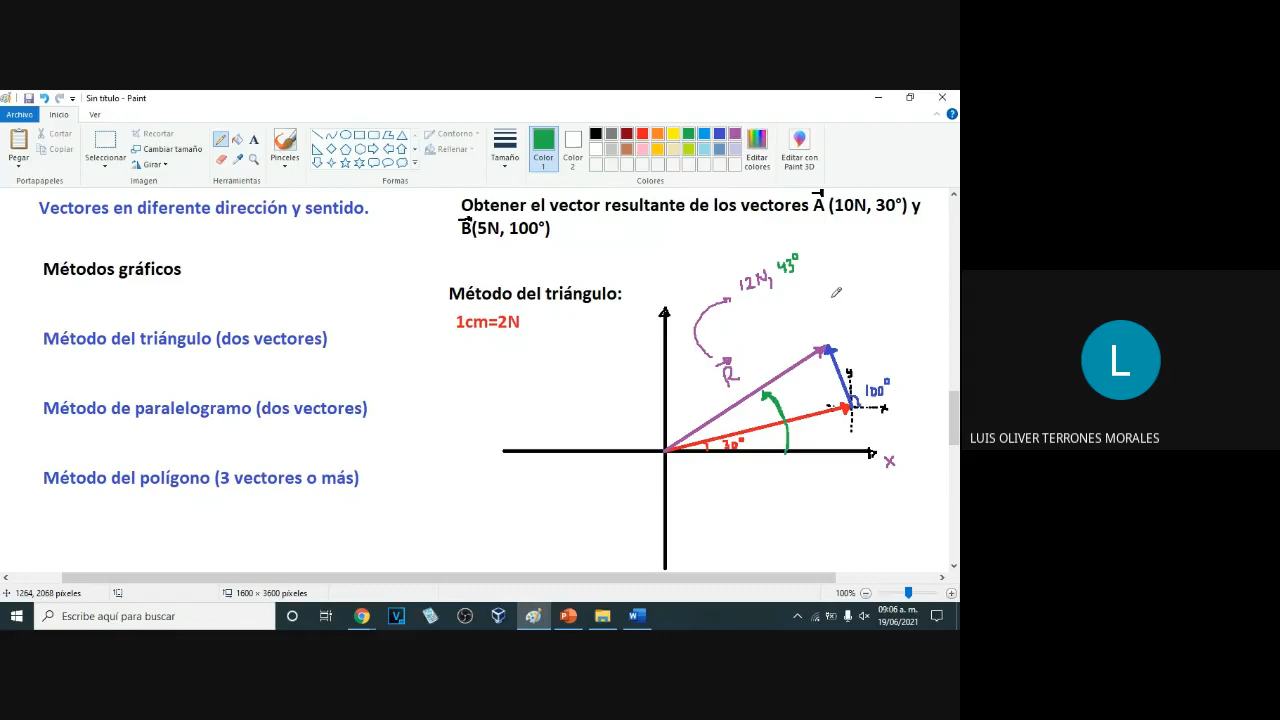 Sin título - Paint
Archivo
Inicio
Ver
Pegar
Cortar
Copiar
Portapapeles
Seleccionar
Recortar
Cambiar tamaño
Girar
Imagen
A
Herramientas
Pinceles
Contorno
Rellenar
Formas
Tamaño
Color 1
Color 2
Editar colores
Editar con Paint 3D
Colores
Vectores en diferente dirección y sentido.
Métodos gráficos
Método del triángulo (dos vectores)
Método de paralelogramo (dos vectores)
Método del polígono (3 vectores o más)
Obtener el vector resultante de los vectores A (10N, 30°) y
B(5N, 100°)
Método del triángulo:
1cm=2N
12N, 43°
R
y
100°
x
30°
x
1264, 2068 píxeles
1600 × 3600 píxeles
100%
Escribe aquí para buscar
09:06 a. m.
19/06/2021
L
LUIS OLIVER TERRONES MORALES